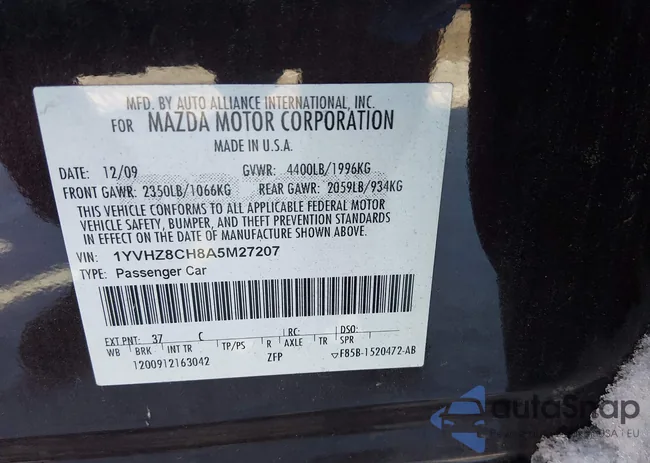 MFD. BY AUTO ALLIANCE INTERNATIONAL, INC.
FOR MAZDA MOTOR CORPORATION
MADE IN U.S.A.
DATE: 12/09 GVWR: 4400LB/1996KG
FRONT GAWR: 2350LB/1066KG REAR GAWR: 2059LB/934KG
THIS VEHICLE CONFORMS TO ALL APPLICABLE FEDERAL MOTOR
VEHICLE SAFETY, BUMPER, AND THEFT PREVENTION STANDARDS
IN EFFECT ON THE DATE OF MANUFACTURE SHOWN ABOVE.
VIN: 1YVHZ8CH8A5M27207
TYPE: Passenger Car
EXT PNT: 37 C RC: DSO:
WB BRK INT TR TP/PS R AXLE TR SPR
1200912163042 ZFP F85B-1520472-AB
autoSnap
USA | EU